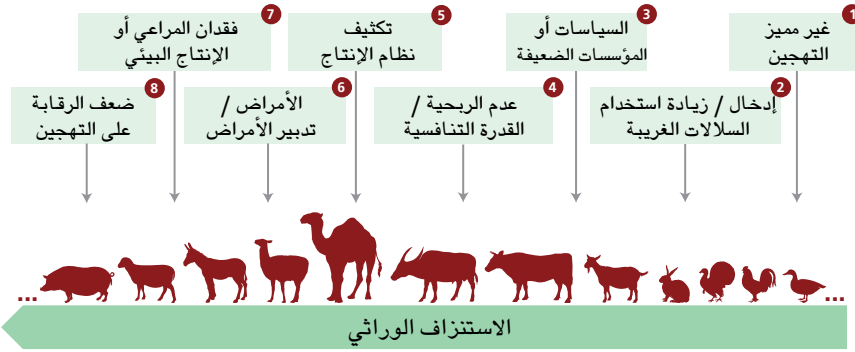 1
غير مميز
التهجين
2
إدخال / زيادة استخدام
السلالات الغريبة
3
السياسات أو
المؤسسات الضعيفة
4
عدم الربحية /
القدرة التنافسية
5
تكثيف
نظام الإنتاج
6
الأمراض /
تدبير الأمراض
7
فقدان المراعي أو
الإنتاج البيئي
8
ضعف الرقابة
على التهجين
...
...
الاستنزاف الوراثي